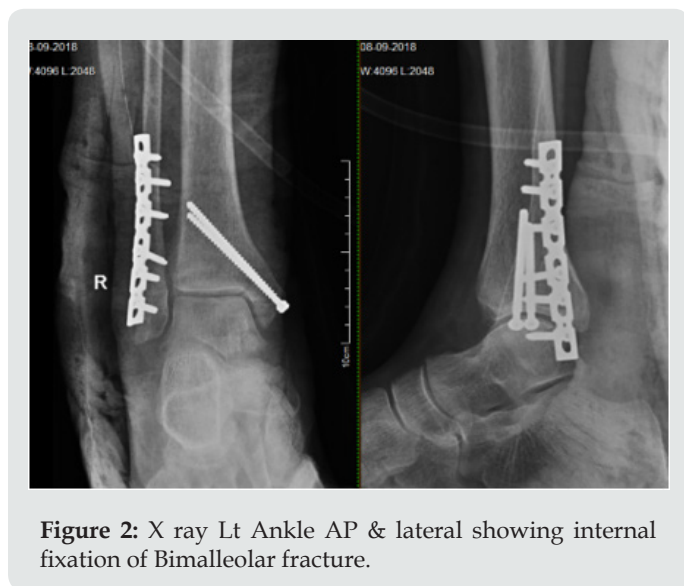 8-09-2018
:4096 L:2048
08-09-2018
W:4096 L:2048
R
10cm
Figure 2: X ray Lt Ankle AP & lateral showing internal
fixation of Bimalleolar fracture.